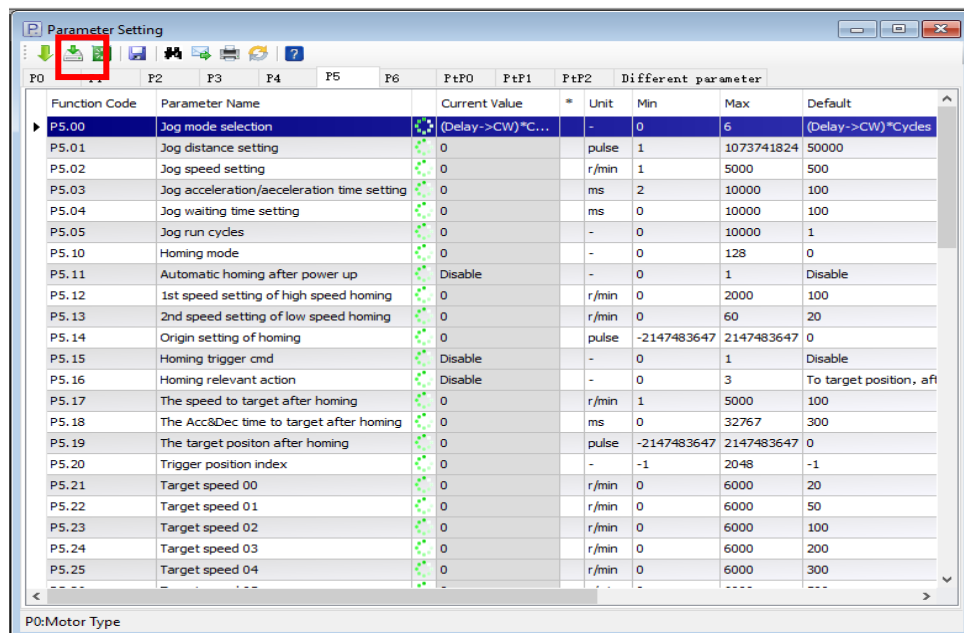 Parameter Setting
P0 P2 P3 P4 P5 P6 PtP0 PtP1 PtP2 Different parameter
Function Code Parameter Name Current Value * Unit Min Max Default
P5.00 Jog mode selection (Delay->CW)*C... - 0 6 (Delay->CW)*Cycles
P5.01 Jog distance setting 0 pulse 1 1073741824 50000
P5.02 Jog speed setting 0 r/min 1 5000 500
P5.03 Jog acceleration/aeceleration time setting 0 ms 2 10000 100
P5.04 Jog waiting time setting 0 ms 0 10000 100
P5.05 Jog run cycles 0 - 0 10000 1
P5.10 Homing mode 0 - 0 128 0
P5.11 Automatic homing after power up Disable - 0 1 Disable
P5.12 1st speed setting of high speed homing 0 r/min 0 2000 100
P5.13 2nd speed setting of low speed homing 0 r/min 0 60 20
P5.14 Origin setting of homing 0 pulse -2147483647 2147483647 0
P5.15 Homing trigger cmd Disable - 0 1 Disable
P5.16 Homing relevant action Disable - 0 3 To target position, aft
P5.17 The speed to target after homing 0 r/min 1 5000 100
P5.18 The Acc&Dec time to target after homing 0 ms 0 32767 300
P5.19 The target positon after homing 0 pulse -2147483647 2147483647 0
P5.20 Trigger position index 0 - -1 2048 -1
P5.21 Target speed 00 0 r/min 0 6000 20
P5.22 Target speed 01 0 r/min 0 6000 50
P5.23 Target speed 02 0 r/min 0 6000 100
P5.24 Target speed 03 0 r/min 0 6000 200
P5.25 Target speed 04 0 r/min 0 6000 300
P0:Motor Type